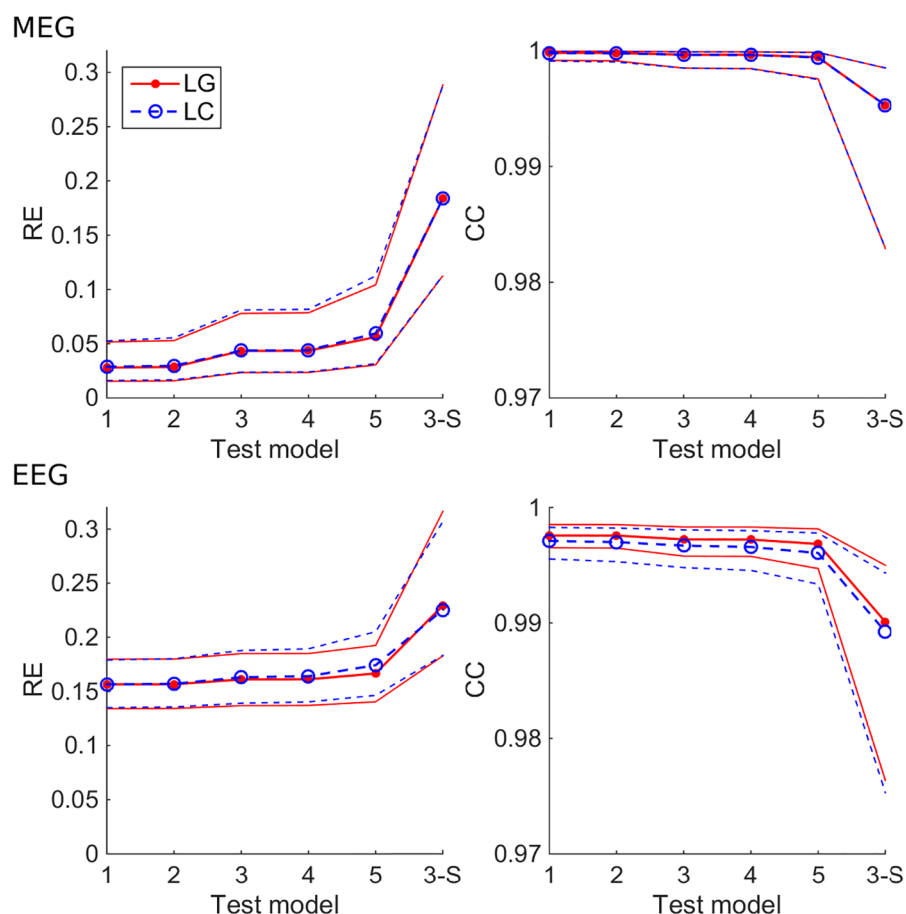 MEG
0.3
0.25
0.2
0.15
0.1
0.05
0
RE
LG
LC
1 2 3 4 5 3-S
Test model
1
0.99
0.98
0.97
CC
1 2 3 4 5 3-S
Test model
EEG
0.3
0.25
0.2
0.15
0.1
0.05
0
RE
1 2 3 4 5 3-S
Test model
1
0.99
0.98
0.97
CC
1 2 3 4 5 3-S
Test model